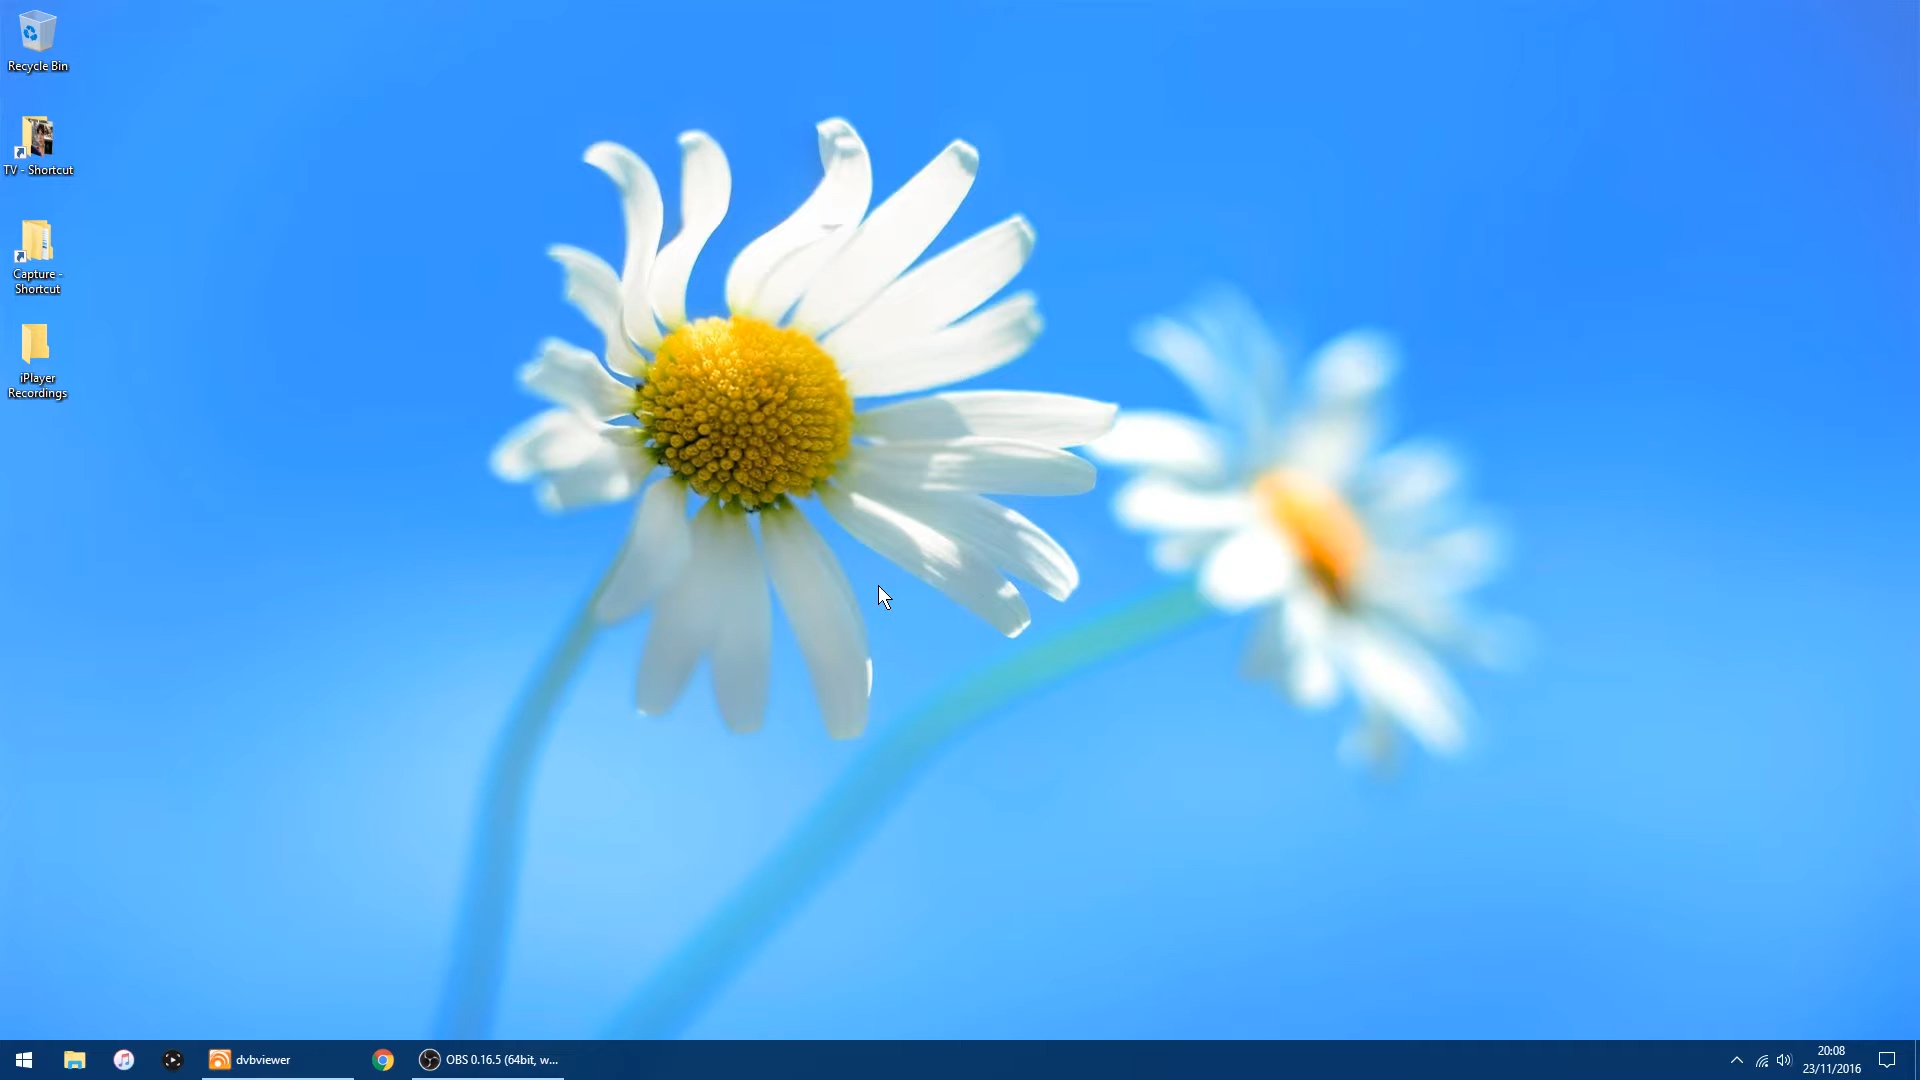 Recycle Bin
TV - Shortcut
Capture -
Shortcut
iPlayer
Recordings
dvbviewer
OBS 0.16.5 (64bit, w...
20:08
23/11/2016